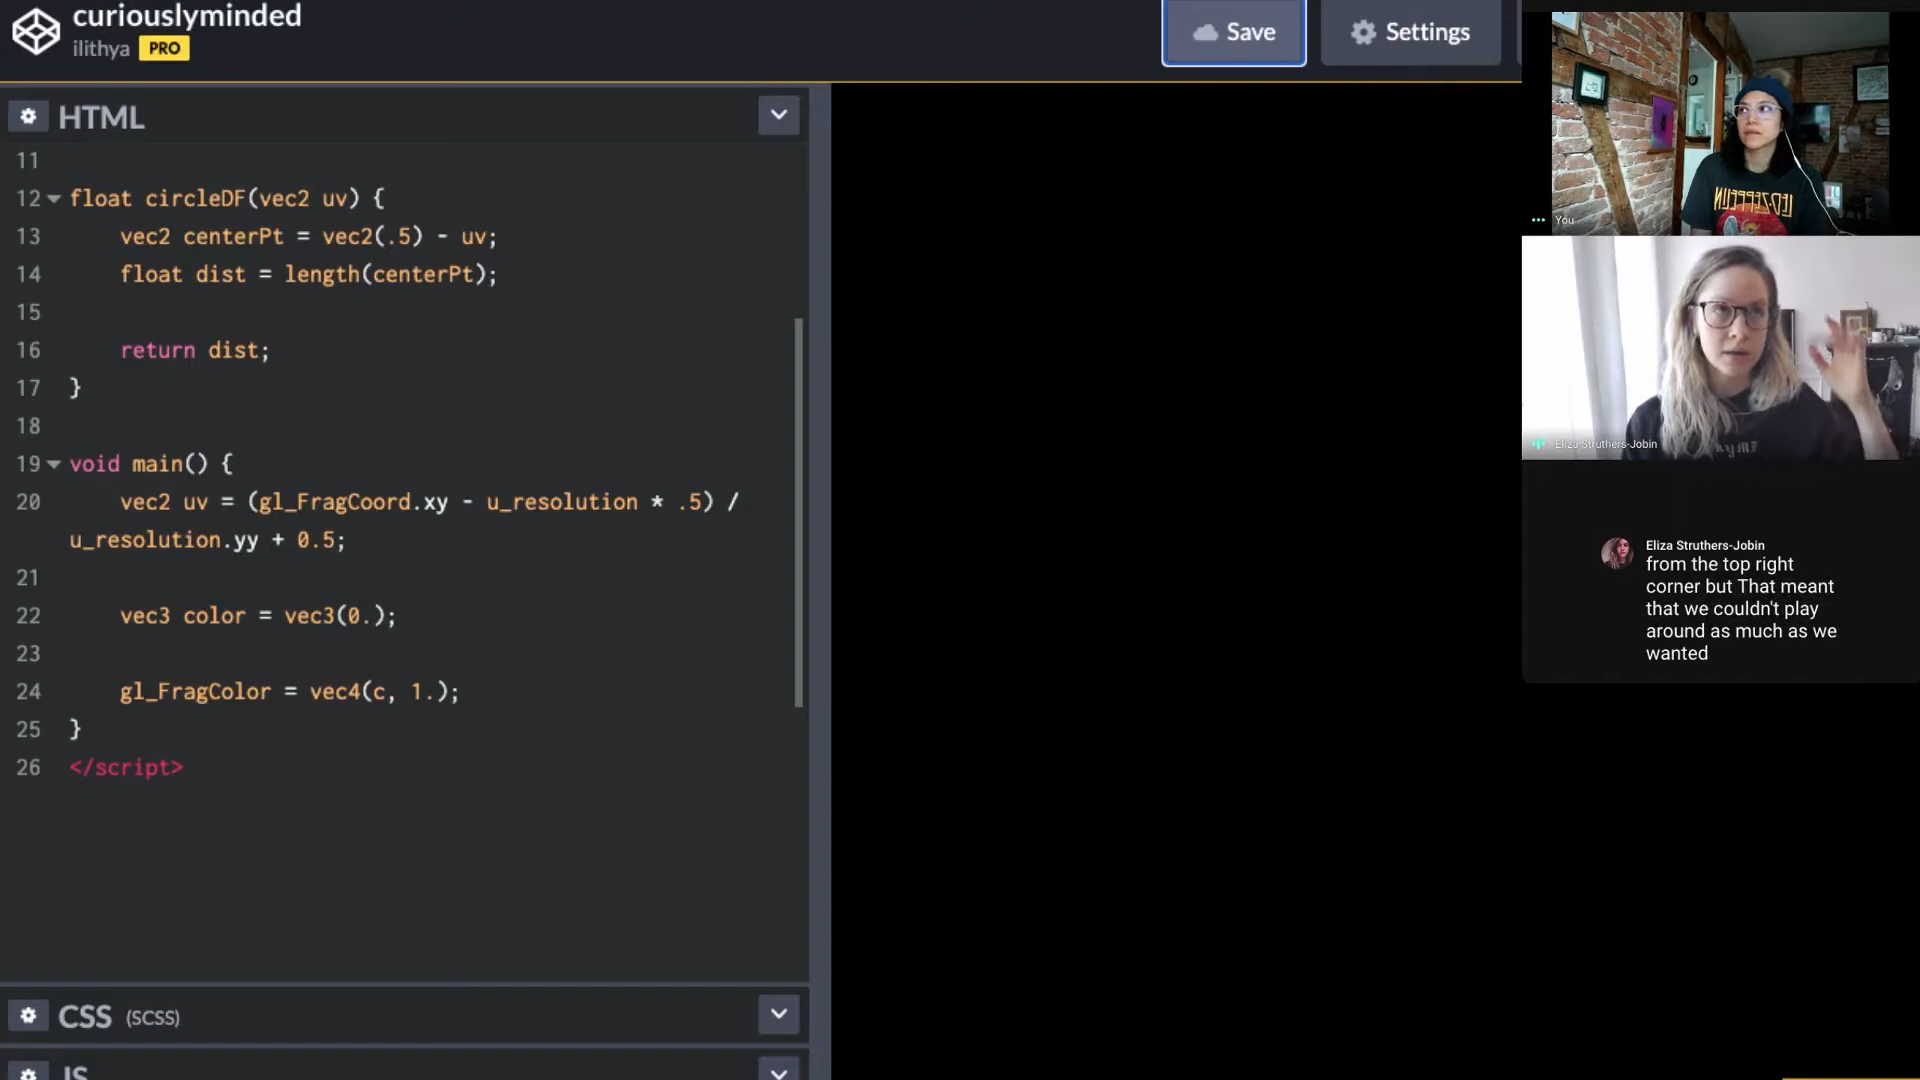 curiouslyminded
ilithya PRO
Save
Settings
HTML
11
12 float circleDF(vec2 uv) {
13 vec2 centerPt = vec2(.5) - uv;
14 float dist = length(centerPt);
15
16 return dist;
17 }
18
19 void main() {
20 vec2 uv = (gl_FragCoord.xy - u_resolution * .5) /
u_resolution.yy + 0.5;
21
22 vec3 color = vec3(0.);
23
24 gl_FragColor = vec4(c, 1.);
25 }
26 </script>
CSS (SCSS)
JS
LED-ZEPPELIN
You
Eliza Struthers-Jobin
Eliza Struthers-Jobin
from the top right
corner but That meant
that we couldn't play
around as much as we
wanted